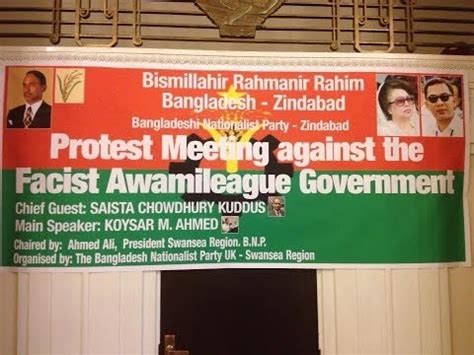 Bismillahir Rahmanir Rahim
Bangladesh - Zindabad
Bangladeshi Nationalist Party - Zindabad
Protest Meeting against the
Facist Awamileague Government
Chief Guest: SAISTA CHOWDHURY KUDDUS
Main Speaker: KOYSAR M. AHMED
Chaired by: Ahmed Ali, President Swansea Region. B.N.P.
Organised by: The Bangladesh Nationalist Party UK - Swansea Region